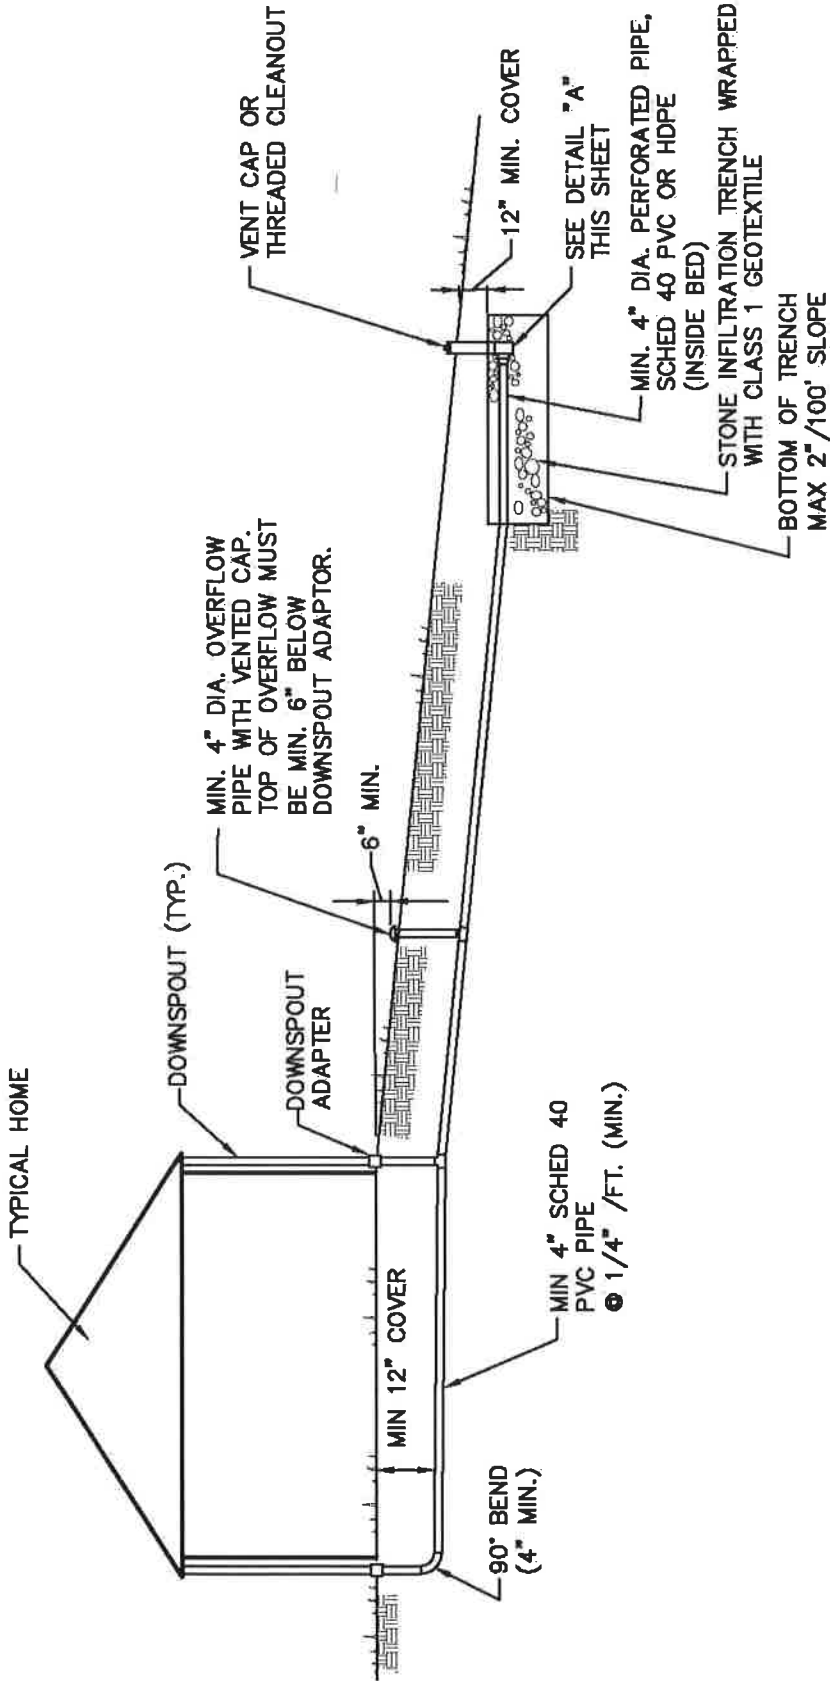 TYPICAL HOME
DOWNSPOUT (TYP.)
DOWNSPOUT
ADAPTER
MIN. 4" DIA. OVERFLOW
PIPE WITH VENTED CAP.
TOP OF OVERFLOW MUST
BE MIN. 6" BELOW
DOWNSPOUT ADAPTOR.
6" MIN.
VENT CAP OR
THREADED CLEANOUT
12" MIN. COVER
SEE DETAIL "A"
THIS SHEET
MIN. 4" DIA. PERFORATED PIPE,
SCHED 40 PVC OR HDPE
(INSIDE BED)
STONE INFILTRATION TRENCH WRAPPED
WITH CLASS 1 GEOTEXTILE
BOTTOM OF TRENCH
MAX 2"/100' SLOPE
MIN 12" COVER
90° BEND
(4" MIN.)
MIN 4" SCHED 40
PVC PIPE
@ 1/4" /FT. (MIN.)